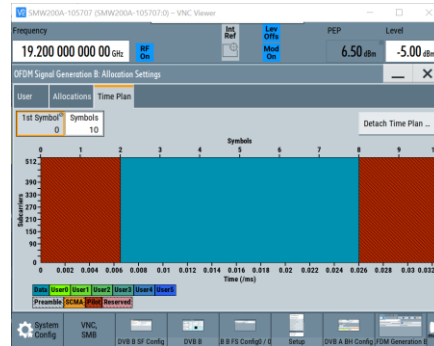 SMW200A-105707 (SMW200A-105707:0) - VNC Viewer
Frequency
Int Ref
Lev Offs
PEP
Level
19.200 000 000 00 GHz
RF On
Mod On
6.50 dBm
-5.00 dBm
OFDM Signal Generation B: Allocation Settings
User Allocations Time Plan
1st Symbol Symbols
0 10
Detach Time Plan ...
Symbols
0 1 2 3 4 5 6 7 8 9
512
390
330
270
210
150
90
0
Subcarriers
0 0.002 0.004 0.006 0.008 0.01 0.012 0.014 0.016 0.018 0.02 0.022 0.024 0.026 0.028 0.03 0.032
Time (/ms)
Data User0 User1 User2 User3 User4 User5
Preamble SCMA Pilot Reserved
System Config
VNC, SMB
DVB B SF Config
DVB B
B B FS Config0 / 0
Setup
DVB A BH Config
FDM Generation B